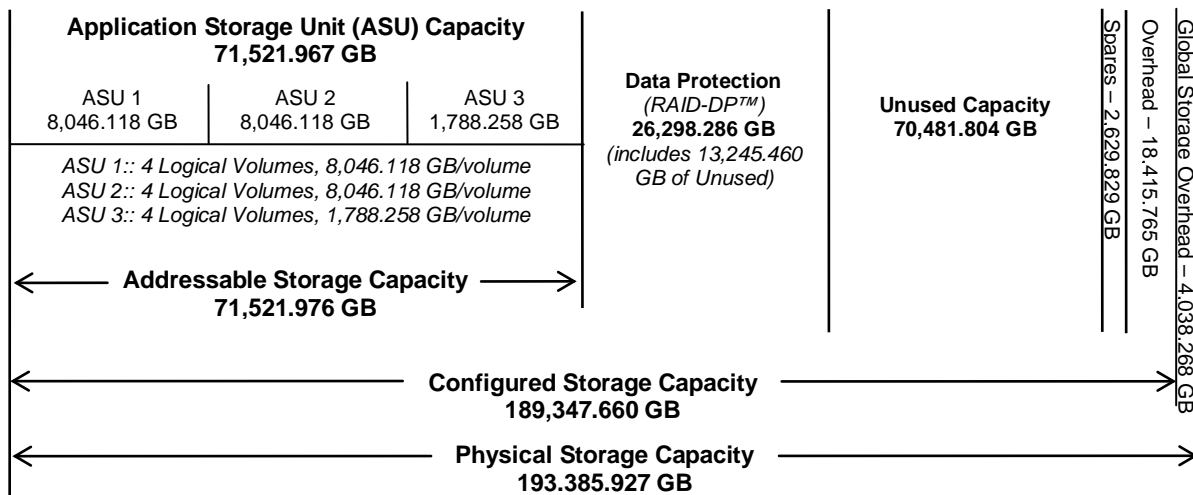 Application Storage Unit (ASU) Capacity
71,521.967 GB
ASU 1
8,046.118 GB
ASU 2
8,046.118 GB
ASU 3
1,788.258 GB
ASU 1:: 4 Logical Volumes, 8,046.118 GB/volume
ASU 2:: 4 Logical Volumes, 8,046.118 GB/volume
ASU 3:: 4 Logical Volumes, 1,788.258 GB/volume
Addressable Storage Capacity
71,521.976 GB
Data Protection
(RAID-DP™)
26,298.286 GB
(includes 13,245.460
GB of Unused)
Unused Capacity
70,481.804 GB
Spares – 2.629.829 GB
Overhead – 18.415.765 GB
Global Storage Overhead – 4.038.268 GB
Configured Storage Capacity
189,347.660 GB
Physical Storage Capacity
193.385.927 GB